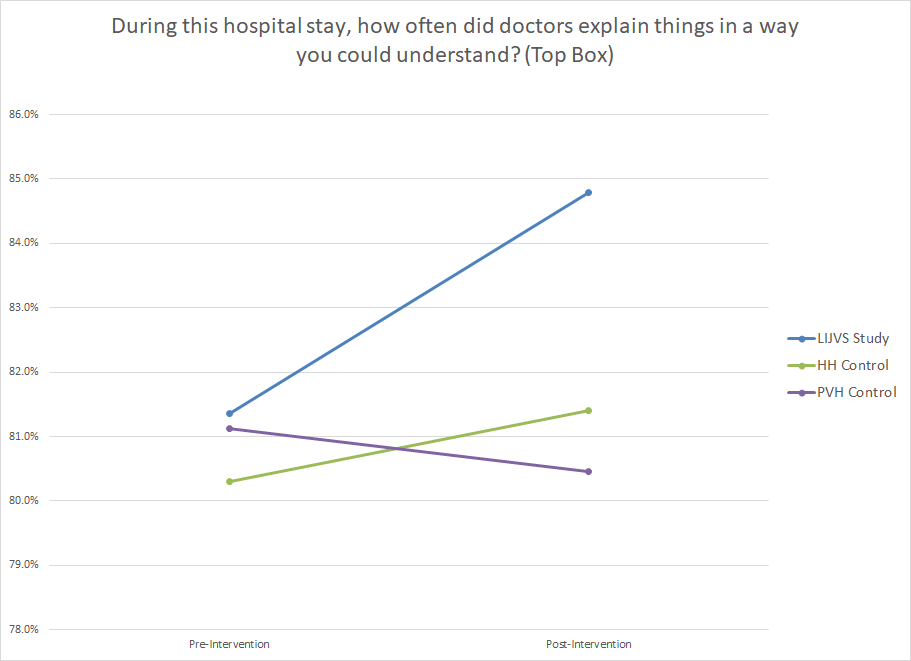 During this hospital stay, how often did doctors explain things in a way
you could understand? (Top Box)
86.0%
85.0%
84.0%
83.0%
82.0%
81.0%
80.0%
79.0%
78.0%
Pre-Intervention
Post-Intervention
LIJVS Study
HH Control
PVH Control